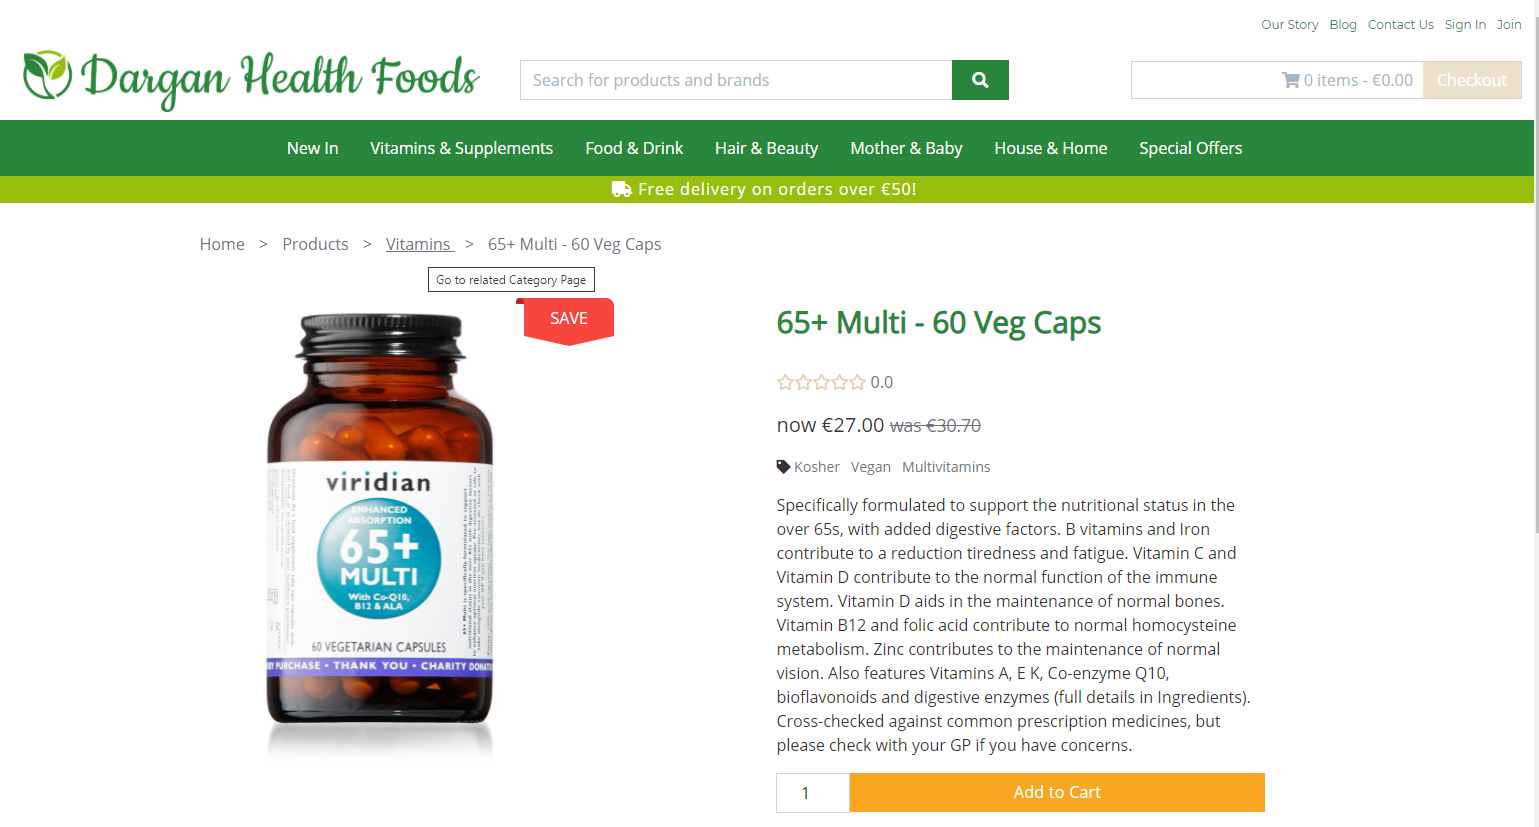 Our Story Blog Contact Us Sign In Join
Dargan Health Foods
Search for products and brands
0 items - €0.00 Checkout
New In Vitamins & Supplements Food & Drink Hair & Beauty Mother & Baby House & Home Special Offers
Free delivery on orders over €50!
Home > Products > Vitamins > 65+ Multi - 60 Veg Caps
Go to related Category Page
SAVE
viridian
ENHANCED
ABSORPTION
65+
MULTI
With Co-Q10,
B12 & ALA
60 VEGETARIAN CAPSULES
PURCHASE • THANK YOU • CHARITY
65+ Multi - 60 Veg Caps
0.0
now €27.00 was €30.70
Kosher Vegan Multivitamins
Specifically formulated to support the nutritional status in the
over 65s, with added digestive factors. B vitamins and Iron
contribute to a reduction tiredness and fatigue. Vitamin C and
Vitamin D contribute to the normal function of the immune
system. Vitamin D aids in the maintenance of normal bones.
Vitamin B12 and folic acid contribute to normal homocysteine
metabolism. Zinc contributes to the maintenance of normal
vision. Also features Vitamins A, E K, Co-enzyme Q10,
bioflavonoids and digestive enzymes (full details in Ingredients).
Cross-checked against common prescription medicines, but
please check with your GP if you have concerns.
1 Add to Cart